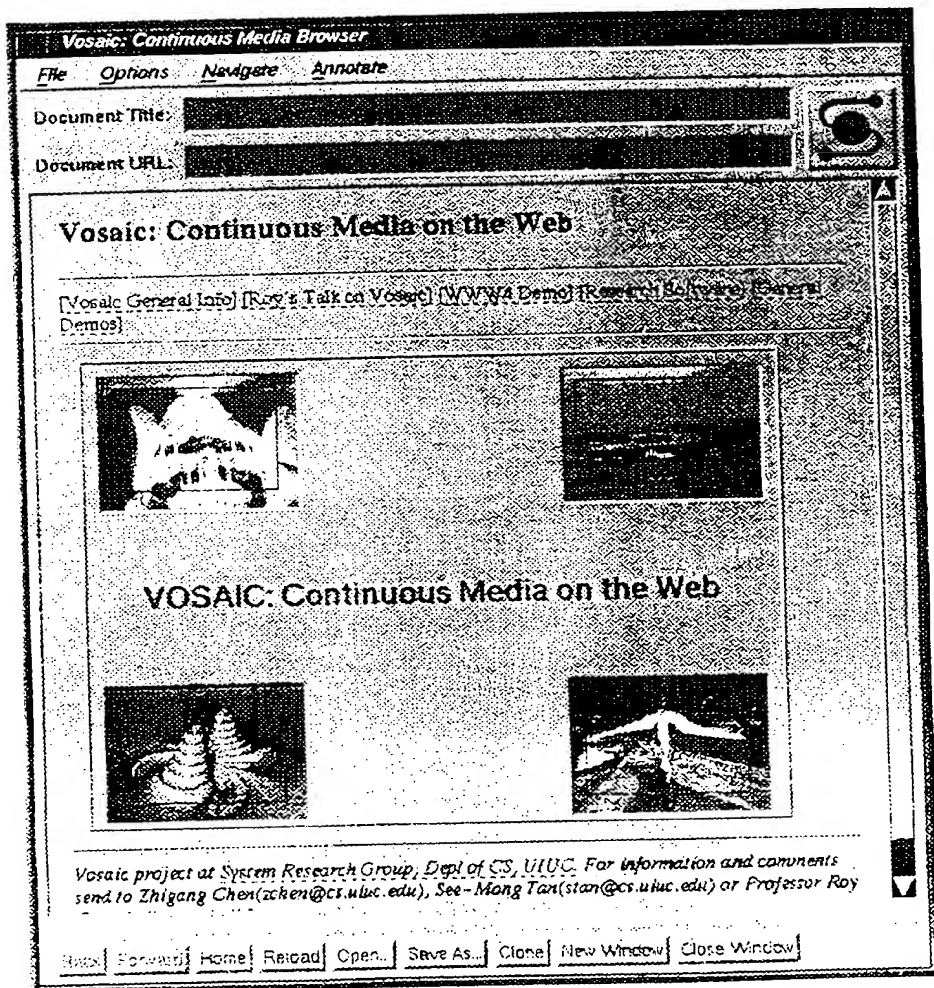 Vosaic: Continuous Media Browser
File Options Navigate Annotate
Document Title:
Document URL:
Vosaic: Continuous Media on the Web
[Vosaic General Info] [Roy's Talk on Vosaic] [WWW4 Demo] [Research Software] [General
Demos]
VOSAIC: Continuous Media on the Web
Vosaic project at System Research Group, Dept of CS, UIUC. For information and comments
send to Zhigang Chen(zchen@cs.uiuc.edu), See-Mong Tan(stan@cs.uiuc.edu) or Professor Roy
Back Forward Home Reload Open... Save As... Clone New Window Close Window